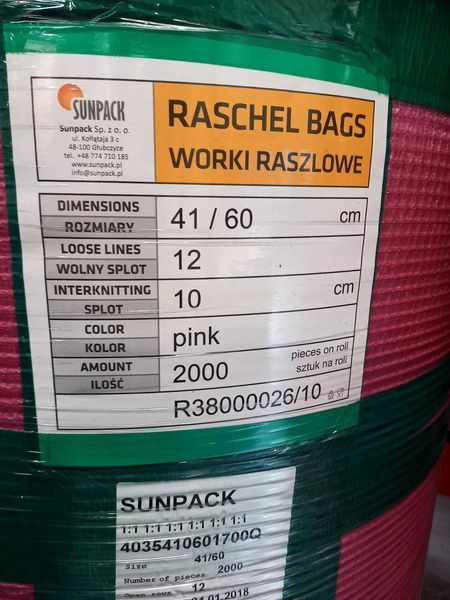 SUNPACK
Sunpack Sp. z o. o.
ul. Kołłątaja 3 c
48-100 Głubczyce
tel. +48 774 710 185
www.sunpack.pl
info@sunpack.pl
RASCHEL BAGS
WORKI RASZLOWE
DIMENSIONS
ROZMIARY
41 / 60 cm
LOOSE LINES
WOLNY SPLOT
12
INTERKNITTING
SPLOT
10 cm
COLOR
KOLOR
pink
AMOUNT
ILOŚĆ
2000
pieces on roll
sztuk na roli
R38000026/10
SUNPACK
1:1 1:1 1:1 1:1 1:1 1:1
4035410601700Q
Size 41/60
Number of pieces 2000
Open rows 12
.01.2018